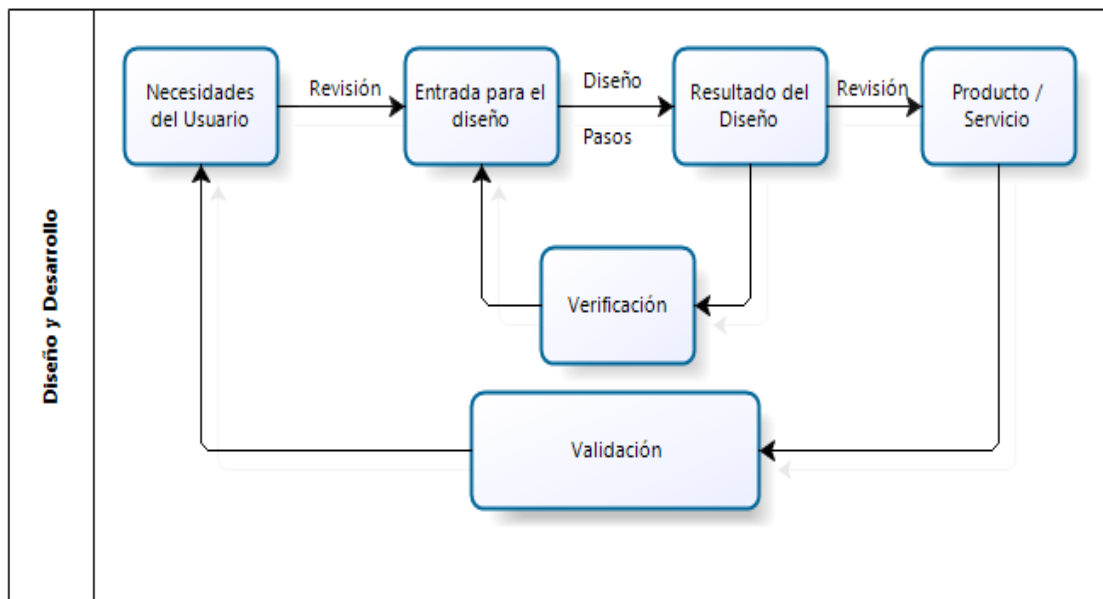 Diseño y Desarrollo
Necesidades
del Usuario
Revisión
Entrada para el
diseño
Diseño
Pasos
Resultado del
Diseño
Revisión
Producto /
Servicio
Verificación
Validación